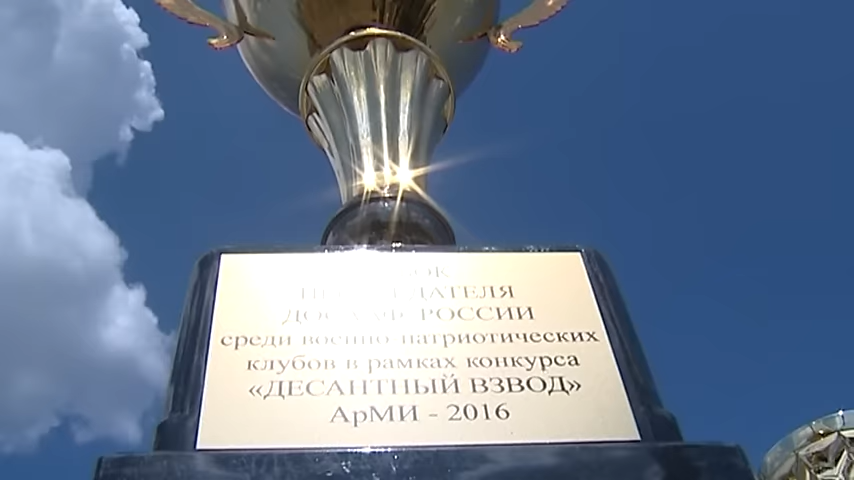 ДОСААФ РОССИИ
среди военно-патриотических
клубов в рамках конкурса
«ДЕСАНТНЫЙ ВЗВОД»
АрМИ - 2016